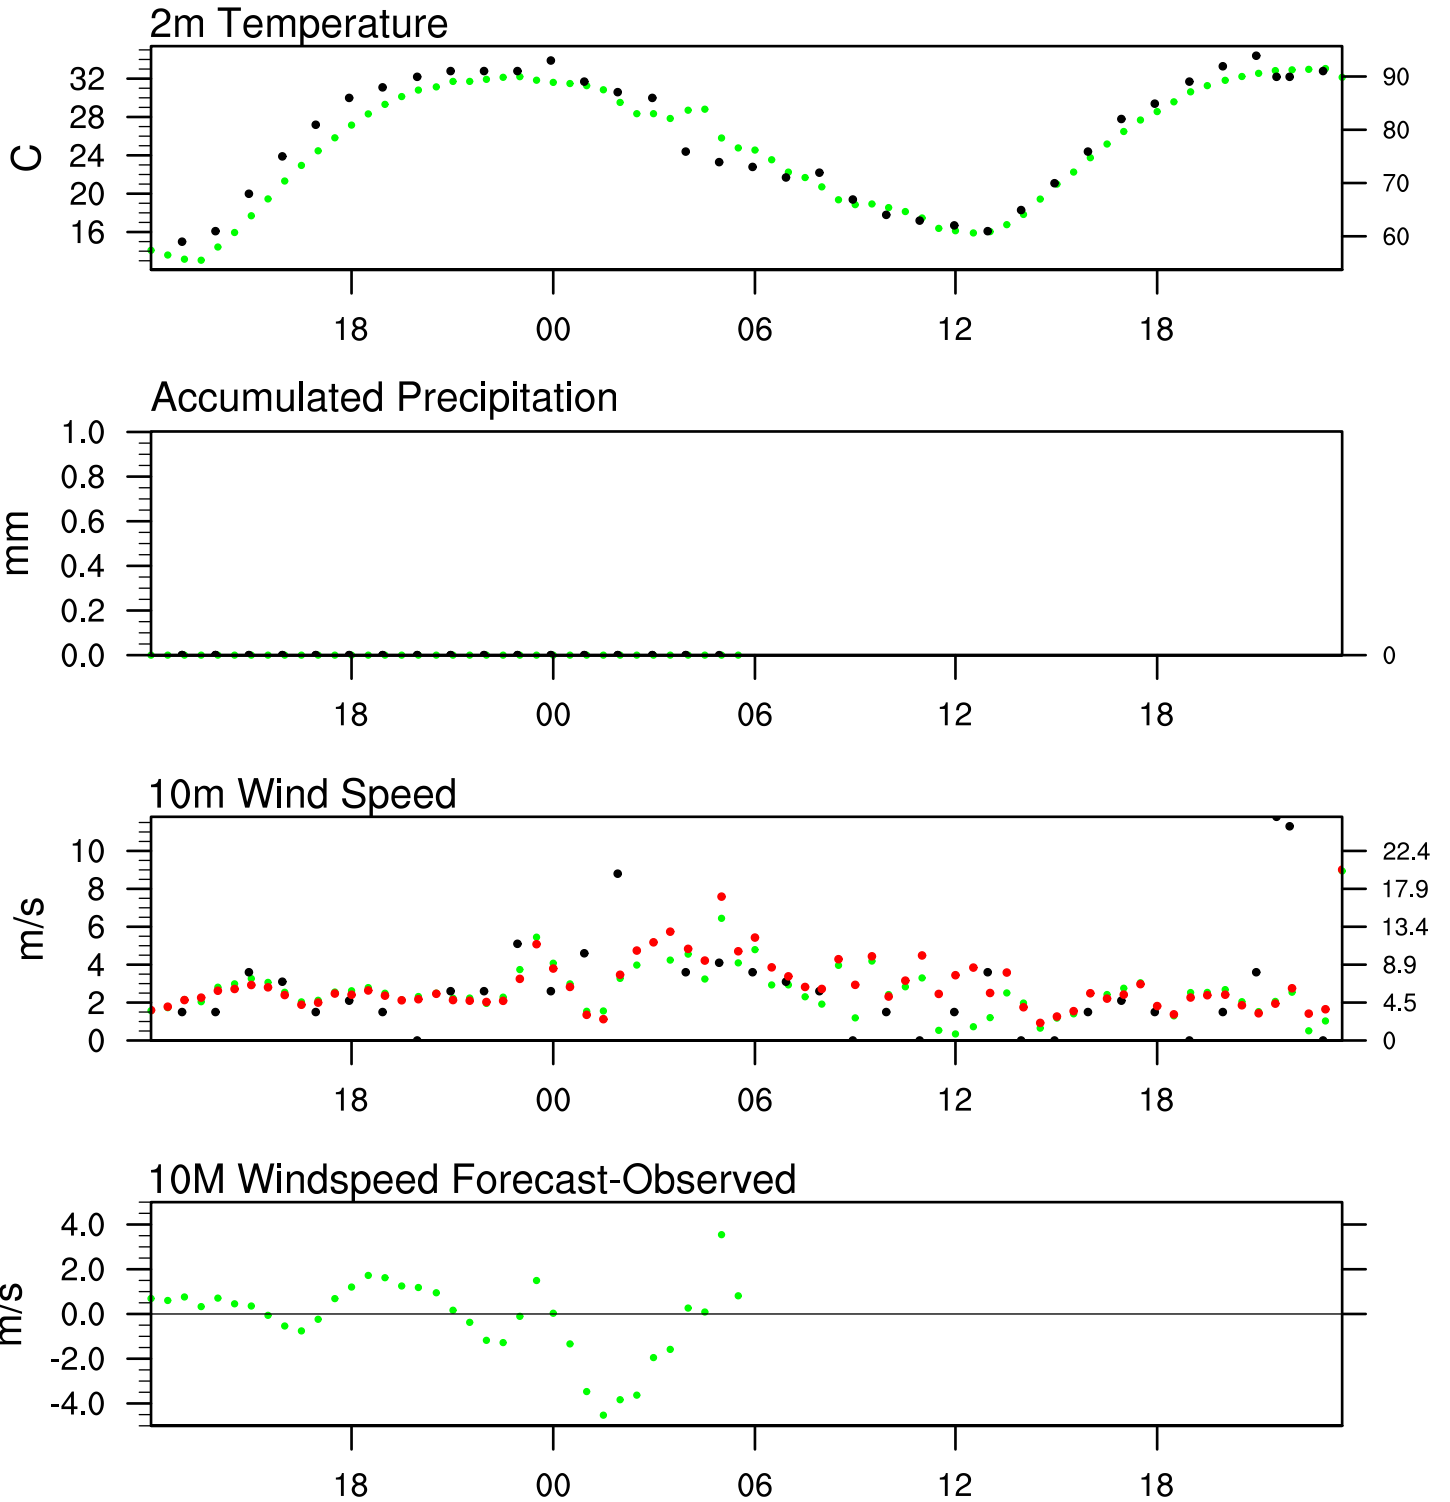 2m Temperature
C
32
28
24
20
16
90
80
70
60
18 00 06 12 18
Accumulated Precipitation
mm
1.0
0.8
0.6
0.4
0.2
0.0
0
18 00 06 12 18
10m Wind Speed
m/s
10
8
6
4
2
0
22.4
17.9
13.4
8.9
4.5
0
18 00 06 12 18
10M Windspeed Forecast-Observed
m/s
4.0
2.0
0.0
-2.0
-4.0
18 00 06 12 18